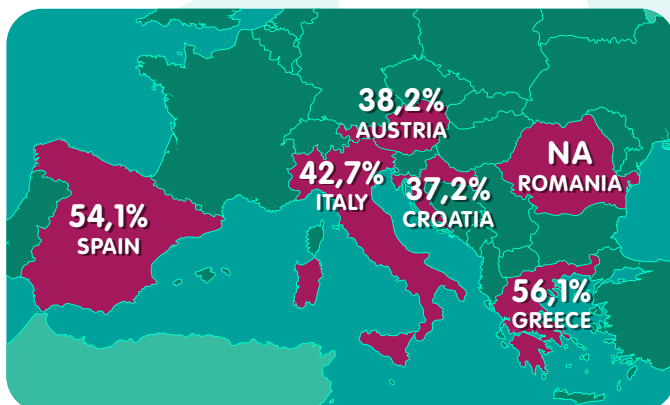 38,2%
AUSTRIA
NA
ROMANIA
42,7%
ITALY
37,2%
CROATIA
54,1%
SPAIN
56,1%
GREECE